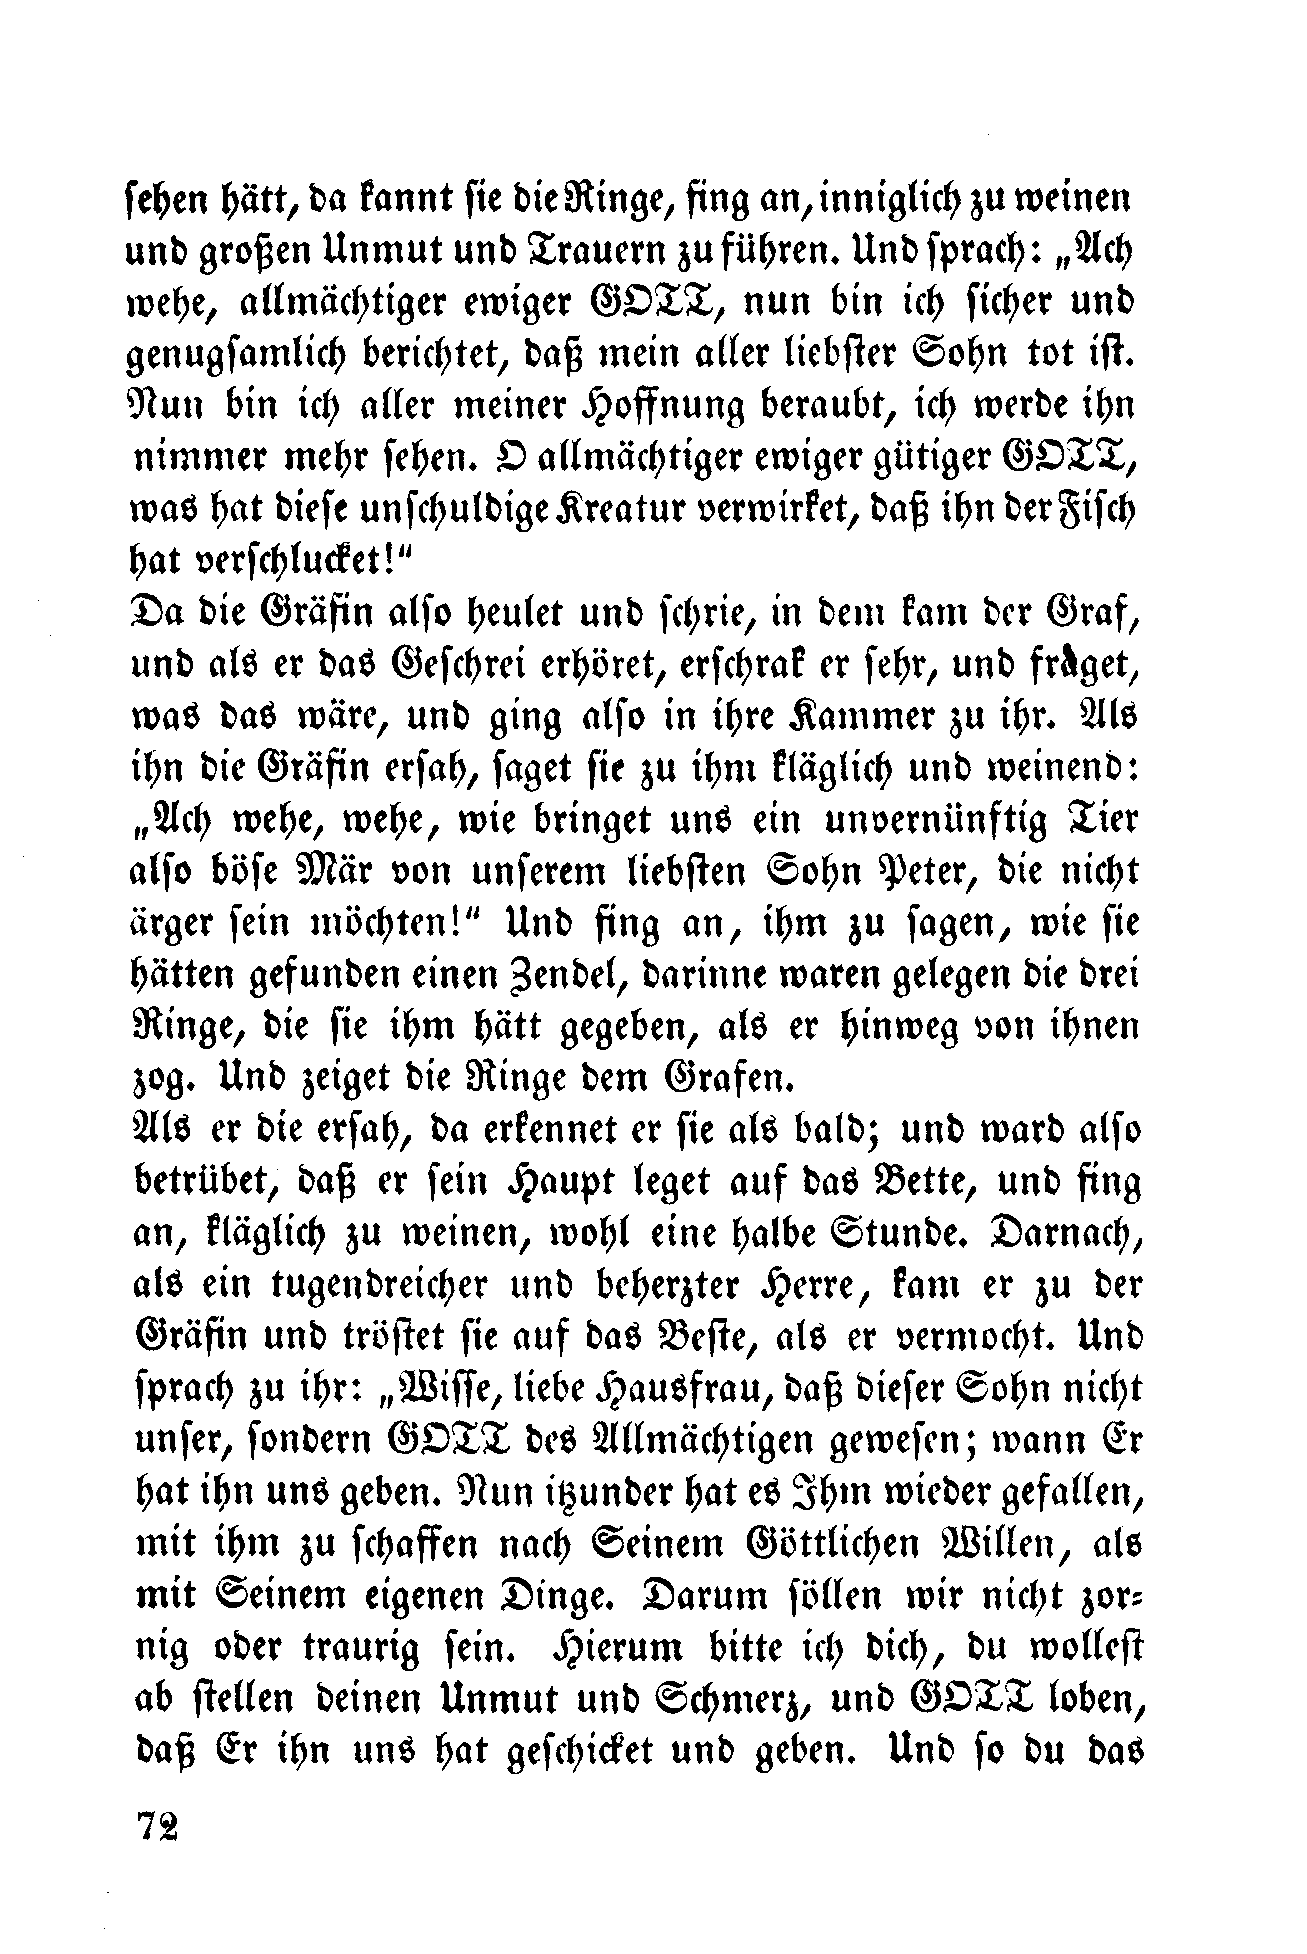 sehen hätt, da kannt sie die Ringe, fing an, inniglich zu weinen
und großen Unmut und Trauern zu führen. Und sprach: „Ach
wehe, allmächtiger ewiger GOTT, nun bin ich sicher und
genugsamlich berichtet, daß mein aller liebster Sohn tot ist.
Nun bin ich aller meiner Hoffnung beraubt, ich werde ihn
nimmer mehr sehen. O allmächtiger ewiger gütiger GOTT,
was hat diese unschuldige Kreatur verwirket, daß ihn der Fisch
hat verschlucket!“
Da die Gräfin also heulet und schrie, in dem kam der Graf,
und als er das Geschrei erhöret, erschrak er sehr, und fraget,
was das wäre, und ging also in ihre Kammer zu ihr. Als
ihn die Gräfin ersah, saget sie zu ihm kläglich und weinend:
„Ach wehe, wehe, wie bringet uns ein unvernünftig Tier
also böse Mär von unserem liebsten Sohn Peter, die nicht
ärger sein möchten!“ Und fing an, ihm zu sagen, wie sie
hätten gefunden einen Zendel, darinne waren gelegen die drei
Ringe, die sie ihm hätt gegeben, als er hinweg von ihnen
zog. Und zeiget die Ringe dem Grafen.
Als er die ersah, da erkennet er sie als bald; und ward also
betrübet, daß er sein Haupt leget auf das Bette, und fing
an, kläglich zu weinen, wohl eine halbe Stunde. Darnach,
als ein tugendreicher und beherzter Herre, kam er zu der
Gräfin und tröstet sie auf das Beste, als er vermocht. Und
sprach zu ihr: „Wisse, liebe Hausfrau, daß dieser Sohn nicht
unser, sondern GOTT des Allmächtigen gewesen; wann Er
hat ihn uns geben. Nun itzunder hat es Ihm wieder gefallen,
mit ihm zu schaffen nach Seinem Göttlichen Willen, als
mit Seinem eigenen Dinge. Darum söllen wir nicht zor-
nig oder traurig sein. Hierum bitte ich dich, du wollest
ab stellen deinen Unmut und Schmerz, und GOTT loben,
daß Er ihn uns hat geschicket und geben. Und so du das
72